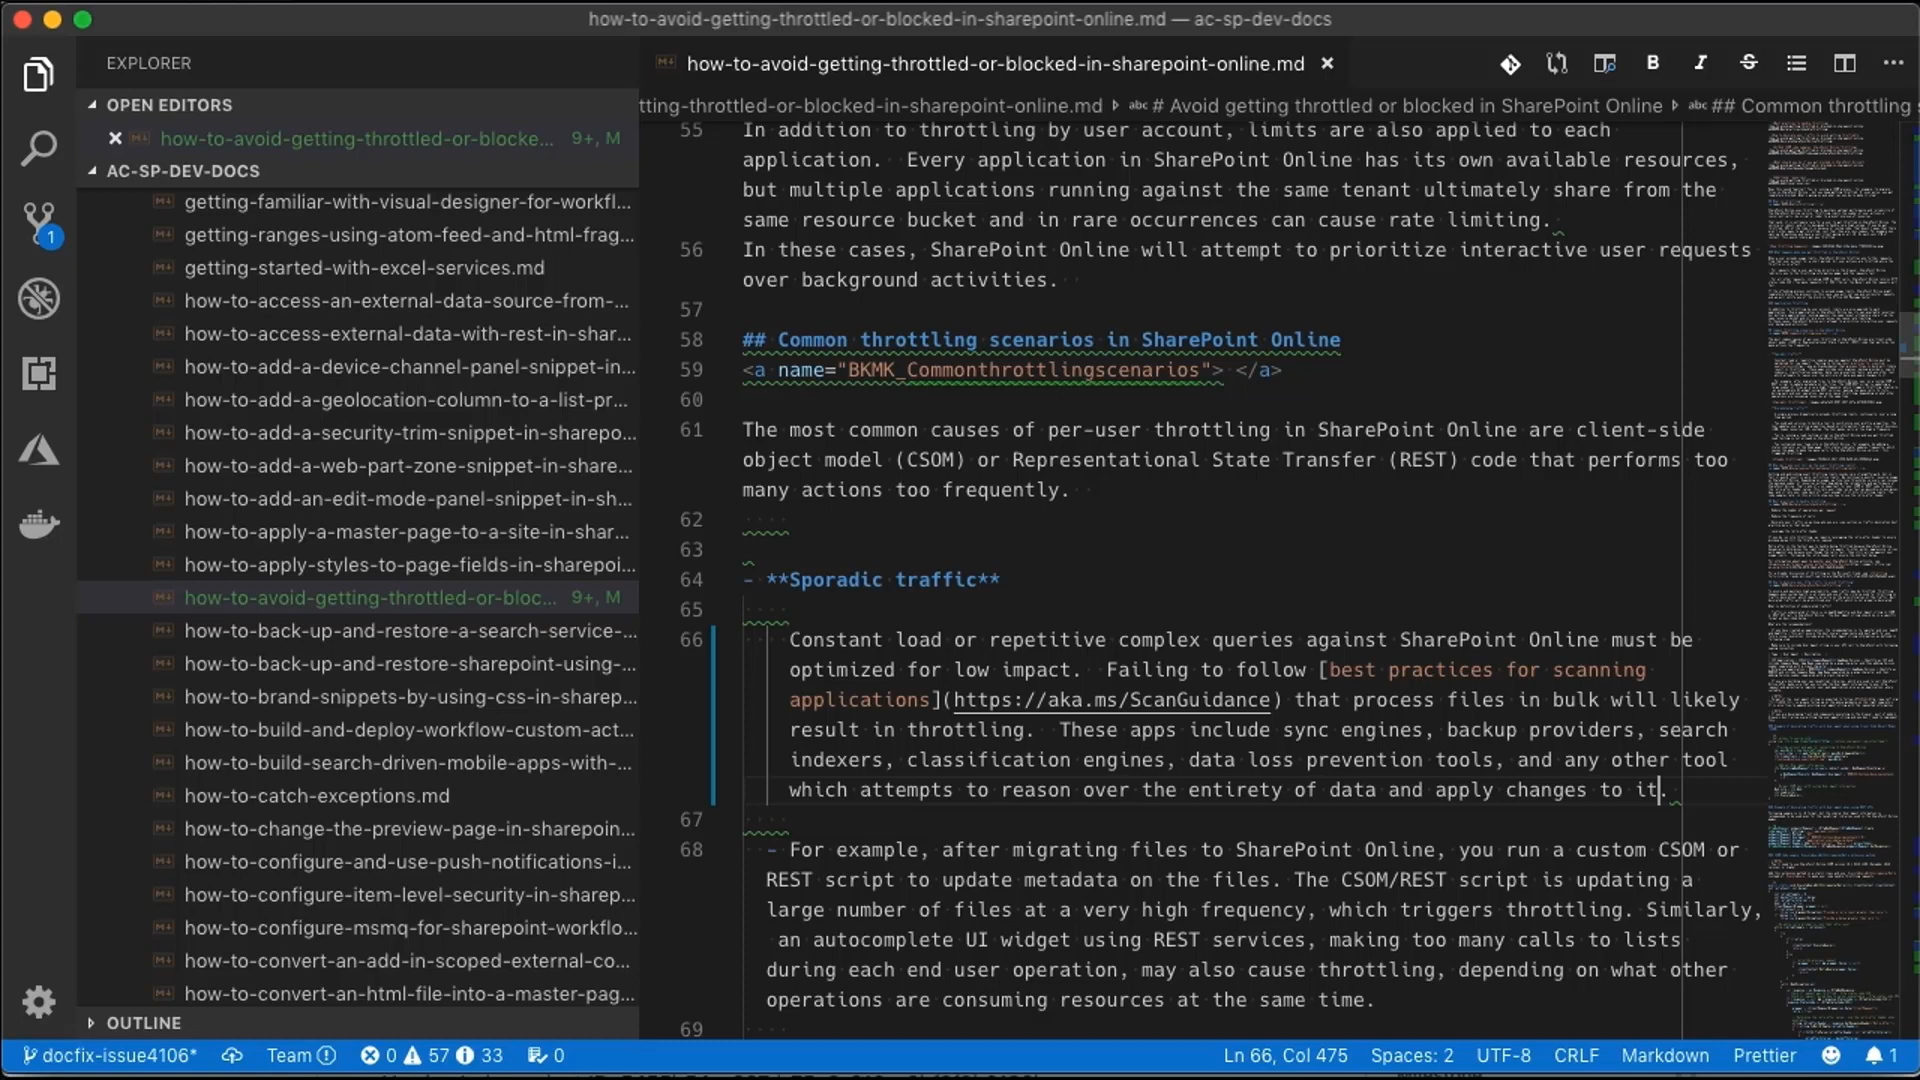 how-to-avoid-getting-throttled-or-blocked-in-sharepoint-online.md — ac-sp-dev-docs
EXPLORER
OPEN EDITORS
how-to-avoid-getting-throttled-or-blocke... 9+, M
AC-SP-DEV-DOCS
getting-familiar-with-visual-designer-for-workfl...
getting-ranges-using-atom-feed-and-html-frag...
getting-started-with-excel-services.md
how-to-access-an-external-data-source-from-...
how-to-access-external-data-with-rest-in-shar...
how-to-add-a-device-channel-panel-snippet-in...
how-to-add-a-geolocation-column-to-a-list-pr...
how-to-add-a-security-trim-snippet-in-sharepo...
how-to-add-a-web-part-zone-snippet-in-share...
how-to-add-an-edit-mode-panel-snippet-in-sh...
how-to-apply-a-master-page-to-a-site-in-shar...
how-to-apply-styles-to-page-fields-in-sharepoi...
how-to-avoid-getting-throttled-or-bloc... 9+, M
how-to-back-up-and-restore-a-search-service-...
how-to-back-up-and-restore-sharepoint-using-...
how-to-brand-snippets-by-using-css-in-sharep...
how-to-build-and-deploy-workflow-custom-act...
how-to-build-search-driven-mobile-apps-with-...
how-to-catch-exceptions.md
how-to-change-the-preview-page-in-sharepoin...
how-to-configure-and-use-push-notifications-i...
how-to-configure-item-level-security-in-sharep...
how-to-configure-msmq-for-sharepoint-workflo...
how-to-convert-an-add-in-scoped-external-co...
how-to-convert-an-html-file-into-a-master-pag...
OUTLINE
1
how-to-avoid-getting-throttled-or-blocked-in-sharepoint-online.md
tting-throttled-or-blocked-in-sharepoint-online.md abc # Avoid getting throttled or blocked in SharePoint Online abc ## Common throttling s
55 In addition to throttling by user account, limits are also applied to each
application. Every application in SharePoint Online has its own available resources,
but multiple applications running against the same tenant ultimately share from the
same resource bucket and in rare occurrences can cause rate limiting.
56 In these cases, SharePoint Online will attempt to prioritize interactive user requests
over background activities.
57
58 ## Common throttling scenarios in SharePoint Online
59 <a name="BKMK_Commonthrottlingscenarios"> </a>
60
61 The most common causes of per-user throttling in SharePoint Online are client-side
object model (CSOM) or Representational State Transfer (REST) code that performs too
many actions too frequently.
62
63
64 - **Sporadic traffic**
65
66 Constant load or repetitive complex queries against SharePoint Online must be
optimized for low impact. Failing to follow [best practices for scanning
applications](https://aka.ms/ScanGuidance) that process files in bulk will likely
result in throttling. These apps include sync engines, backup providers, search
indexers, classification engines, data loss prevention tools, and any other tool
which attempts to reason over the entirety of data and apply changes to it.
67
68 - For example, after migrating files to SharePoint Online, you run a custom CSOM or
REST script to update metadata on the files. The CSOM/REST script is updating a
large number of files at a very high frequency, which triggers throttling. Similarly,
an autocomplete UI widget using REST services, making too many calls to lists
during each end user operation, may also cause throttling, depending on what other
operations are consuming resources at the same time.
69
docfix-issue4106* Team 0 57 33 0 Ln 66, Col 475 Spaces: 2 UTF-8 CRLF Markdown Prettier 1